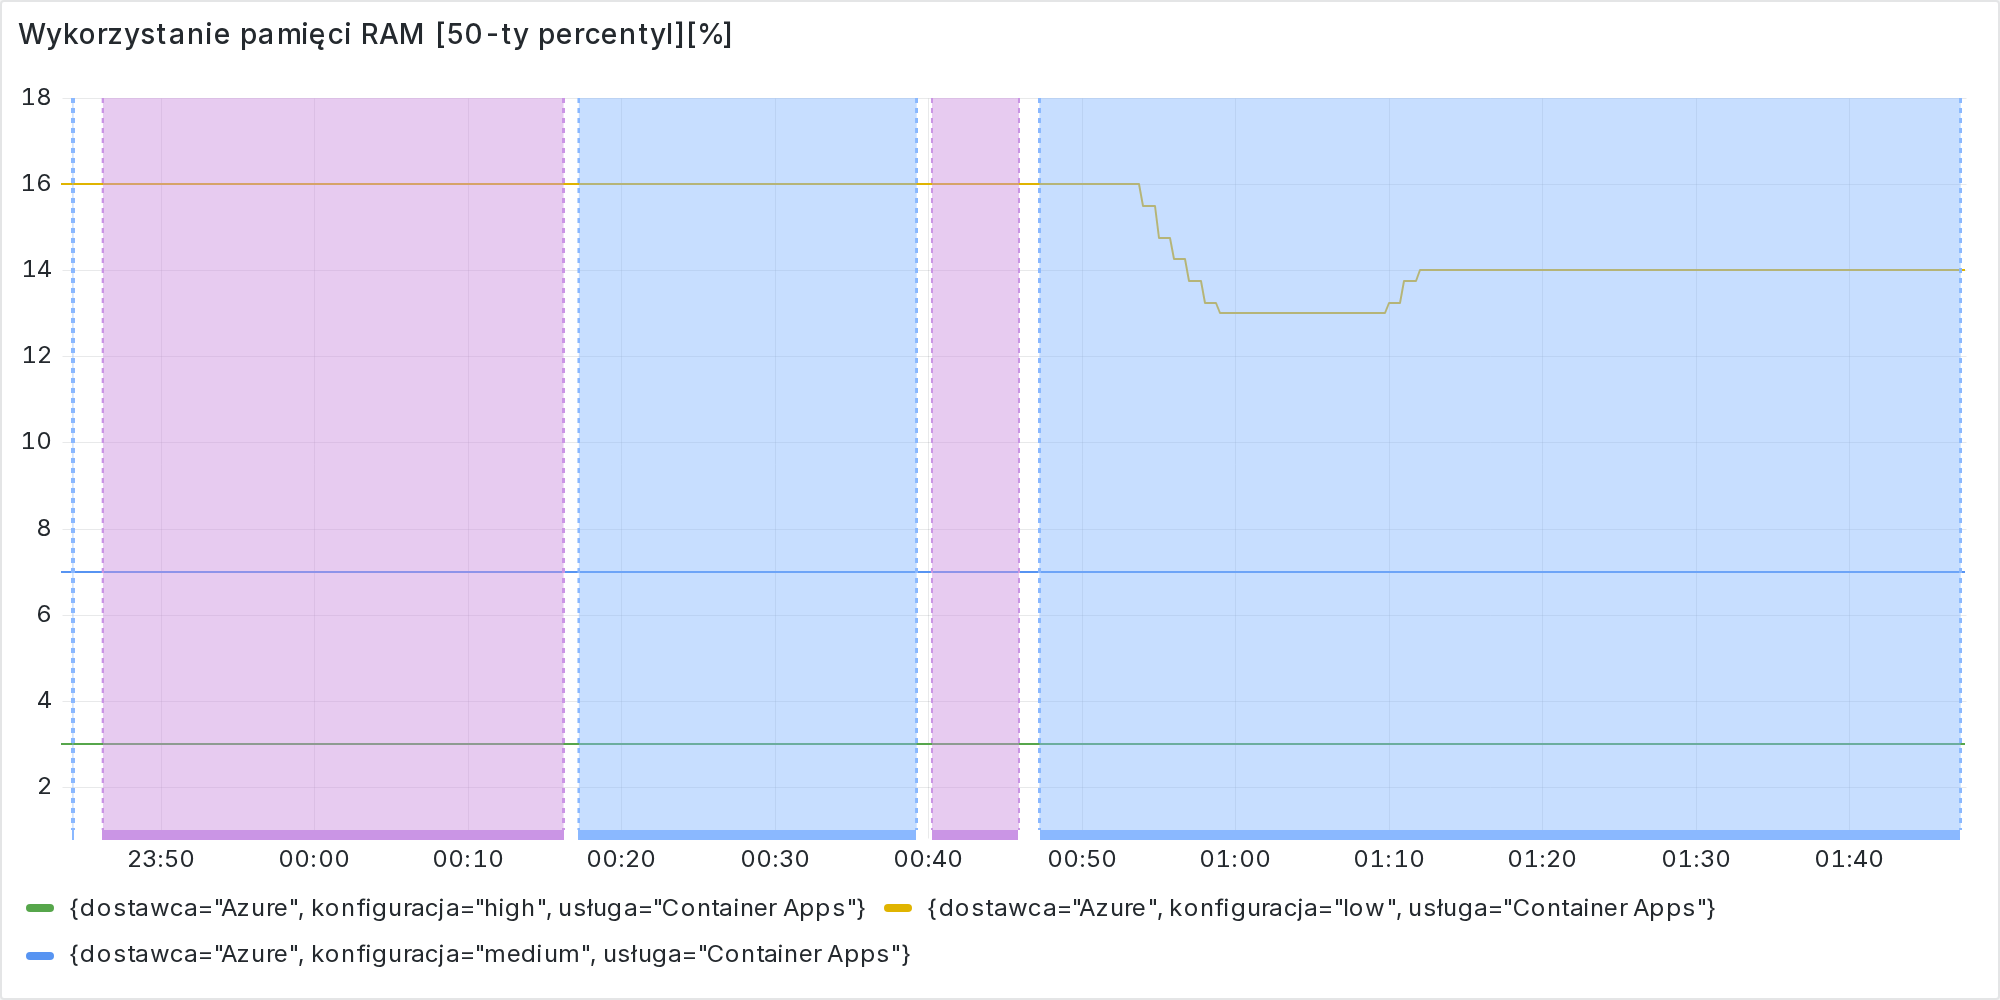 Wykorzystanie pamięci RAM [50-ty percentyl][%]
18
16
14
12
10
8
6
4
2
23:50 00:00 00:10 00:20 00:30 00:40 00:50 01:00 01:10 01:20 01:30 01:40
{dostawca="Azure", konfiguracja="high", usługa="Container Apps"} {dostawca="Azure", konfiguracja="low", usługa="Container Apps"}
{dostawca="Azure", konfiguracja="medium", usługa="Container Apps"}